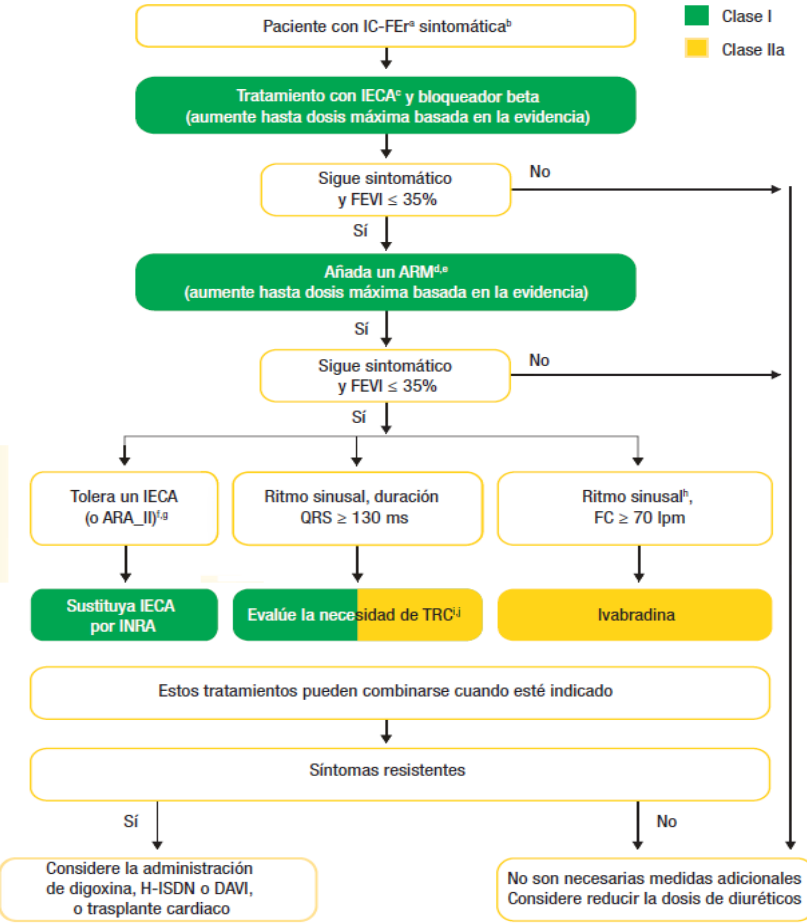 Paciente con IC-FErᵃ sintomáticaᵇ
Clase I
Clase IIa
Tratamiento con IECAᶜ y bloqueador beta
(aumente hasta dosis máxima basada en la evidencia)
Sigue sintomático
y FEVI ≤ 35%
No
Sí
Añada un ARMᵈ,ᵉ
(aumente hasta dosis máxima basada en la evidencia)
Sí
Sigue sintomático
y FEVI ≤ 35%
No
Sí
Tolera un IECA
(o ARA_II)ᶠ,ᵍ
Ritmo sinusal, duración
QRS ≥ 130 ms
Ritmo sinusalʰ,
FC ≥ 70 lpm
Sustituya IECA
por INRA
Evalúe la necesidad de TRCⁱ,ʲ
Ivabradina
Estos tratamientos pueden combinarse cuando esté indicado
Síntomas resistentes
Sí
No
Considere la administración
de digoxina, H-ISDN o DAVI,
o trasplante cardiaco
No son necesarias medidas adicionales
Considere reducir la dosis de diuréticos